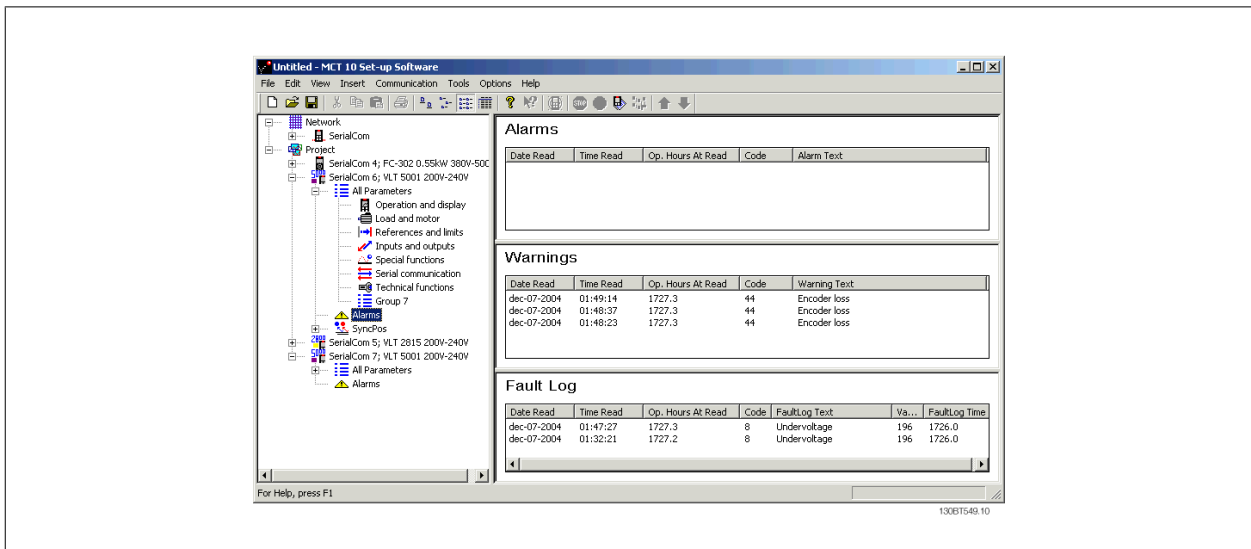 Untitled - MCT 10 Set-up Software
File Edit View Insert Communication Tools Options Help
Network
SerialCom
Project
SerialCom 4; FC-302 0.55kW 380V-50C
SerialCom 6; VLT 5001 200V-240V
All Parameters
Operation and display
Load and motor
References and limits
Inputs and outputs
Special functions
Serial communication
Technical functions
Group 7
Alarms
SyncPos
SerialCom 5; VLT 2815 200V-240V
SerialCom 7; VLT 5001 200V-240V
All Parameters
Alarms
Alarms
Date Read Time Read Op. Hours At Read Code Alarm Text
Warnings
Date Read Time Read Op. Hours At Read Code Warning Text
dec-07-2004 01:49:14 1727.3 44 Encoder loss
dec-07-2004 01:48:37 1727.3 44 Encoder loss
dec-07-2004 01:48:23 1727.3 44 Encoder loss
Fault Log
Date Read Time Read Op. Hours At Read Code FaultLog Text Va... FaultLog Time
dec-07-2004 01:47:27 1727.3 8 Undervoltage 196 1726.0
dec-07-2004 01:32:21 1727.2 8 Undervoltage 196 1726.0
For Help, press F1
130BT549.10